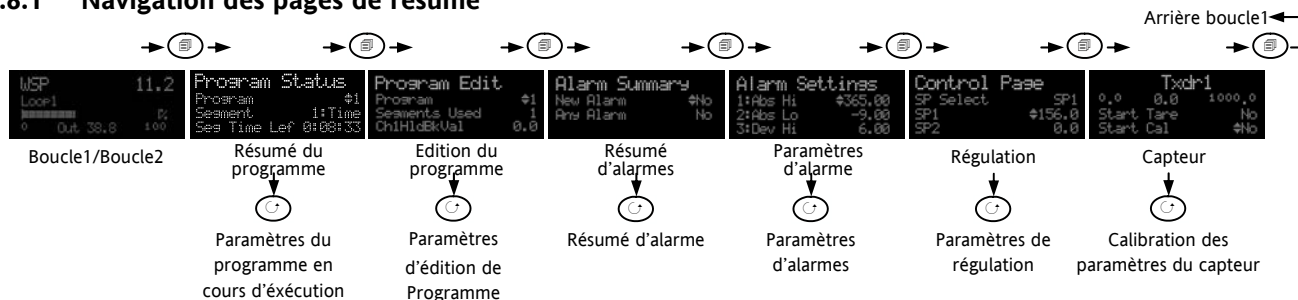 .8.1 Navigation des pages de résumé
Arrière boucle1
WSP 11.2
Loop1
%
0 Out 38.8 100
Program Status
Program 1
Segment 1:Time
Seg Time Lef 0:08:33
Program Edit
Program 1
Segments Used 1
Ch1HldBkVal 0.0
Alarm Summary
New Alarm No
Any Alarm No
Alarm Settings
1:Abs Hi 365.00
2:Abs Lo -9.00
3:Dev Hi 6.00
Control Page
SP Select SP1
SP1 156.0
SP2 0.0
Txdr1
0.0 0.0 1000.0
Start Tare No
Start Cal No
Boucle1/Boucle2
Résumé du
programme
Edition du
programme
Résumé
d'alarmes
Paramètres
d'alarme
Régulation
Capteur
Paramètres du
programme en
cours d'éxécution
Paramètres
d'édition de
Programme
Résumé d'alarme
Paramètres
d'alarmes
Paramètres de
régulation
Calibration des
paramètres du capteur